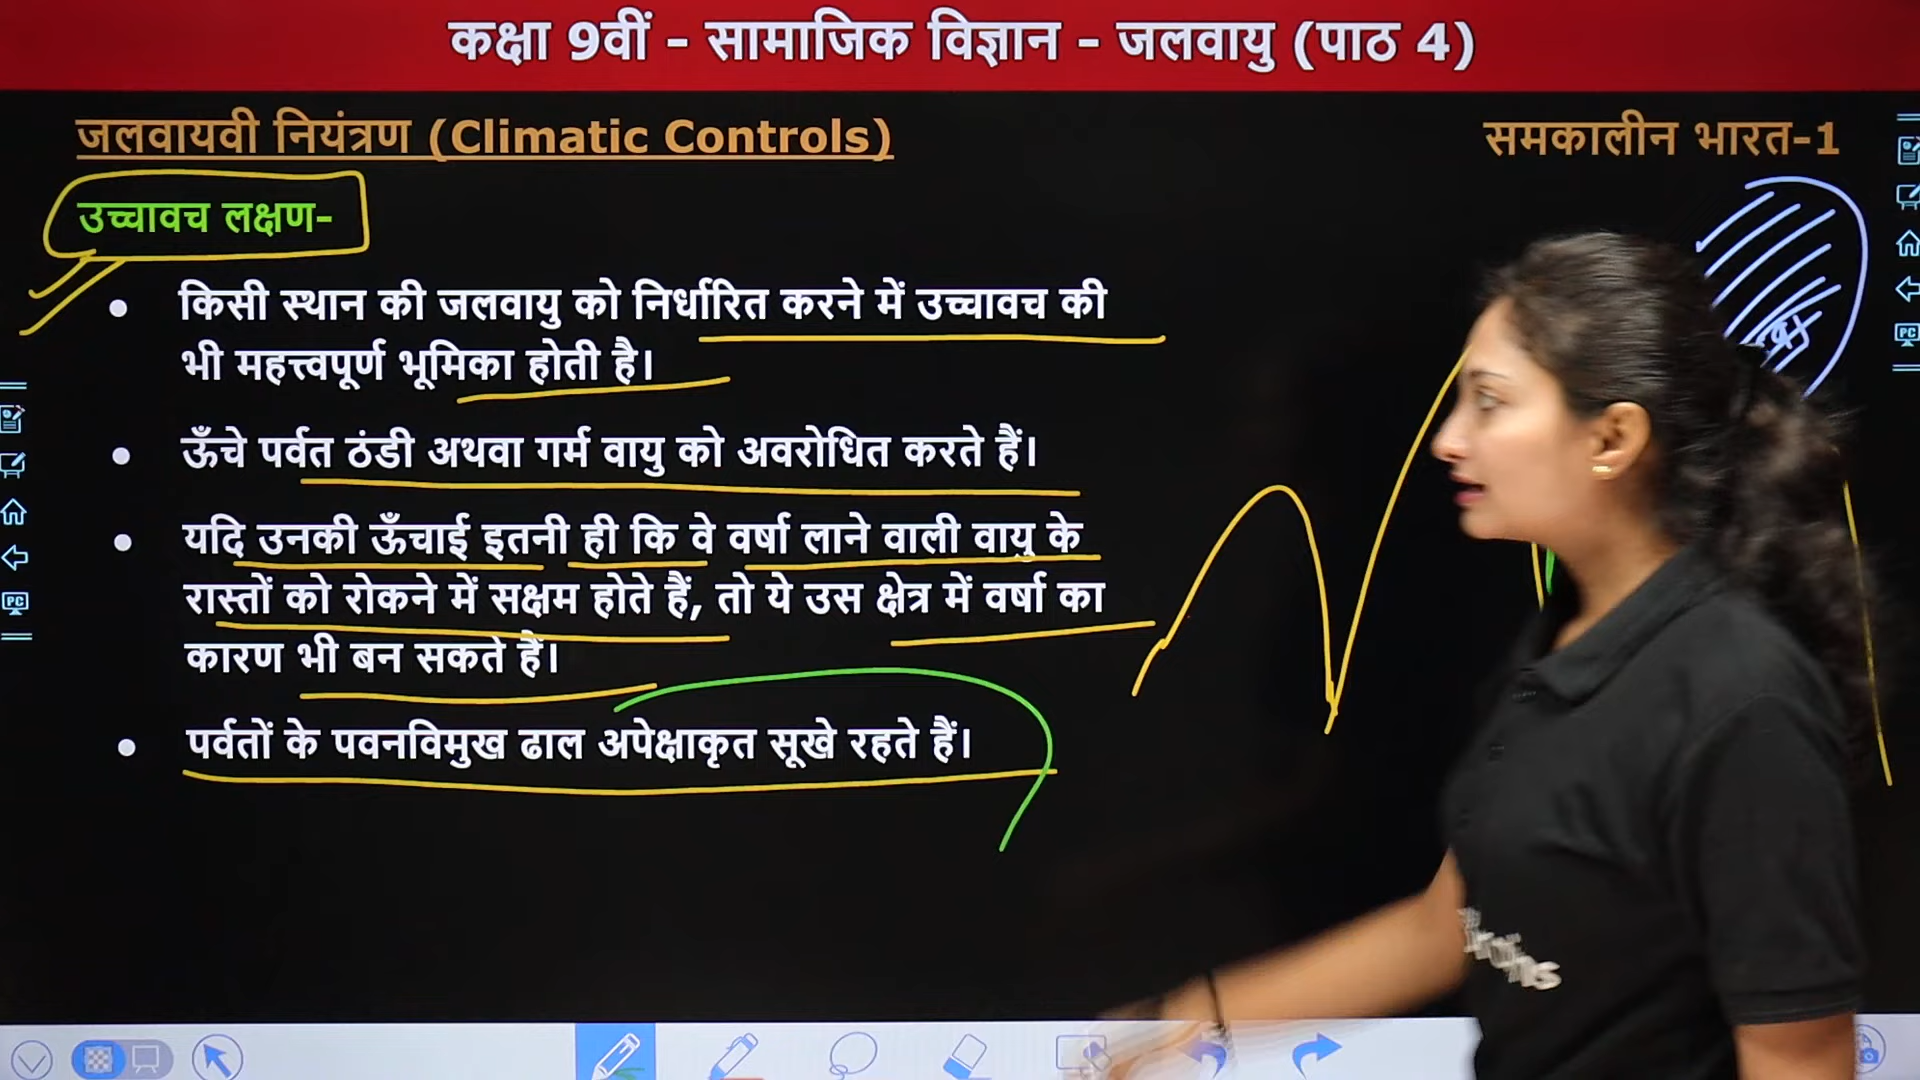 कक्षा 9वीं - सामाजिक विज्ञान - जलवायु (पाठ 4)
जलवायवी नियंत्रण (Climatic Controls)
समकालीन भारत-1
उच्चावच लक्षण-
• किसी स्थान की जलवायु को निर्धारित करने में उच्चावच की
भी महत्त्वपूर्ण भूमिका होती है।
• ऊँचे पर्वत ठंडी अथवा गर्म वायु को अवरोधित करते हैं।
• यदि उनकी ऊँचाई इतनी ही कि वे वर्षा लाने वाली वायु के
रास्तों को रोकने में सक्षम होते हैं, तो ये उस क्षेत्र में वर्षा का
कारण भी बन सकते हैं।
• पर्वतों के पवनविमुख ढाल अपेक्षाकृत सूखे रहते हैं।
PC
PC